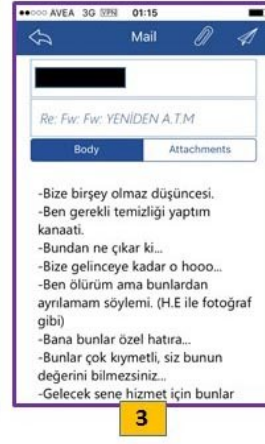 AVEA 3G VPN 01:15
Mail
Re: Fw: Fw: YENİDEN A.T.M
Body Attachments
-Bize birşey olmaz düşüncesi.
-Ben gerekli temizliği yaptım
kanaati.
-Bundan ne çıkar ki...
-Bize gelinceye kadar o hooo...
-Ben ölürüm ama bunlardan
ayrılamam söylemi. (H.E ile fotoğraf
gibi)
-Bana bunlar özel hatıra...
-Bunlar çok kıymetli, siz bunun
değerini bilmezsiniz...
-Gelecek sene hizmet için bunlar
3